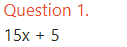 Question 1.
15x + 5